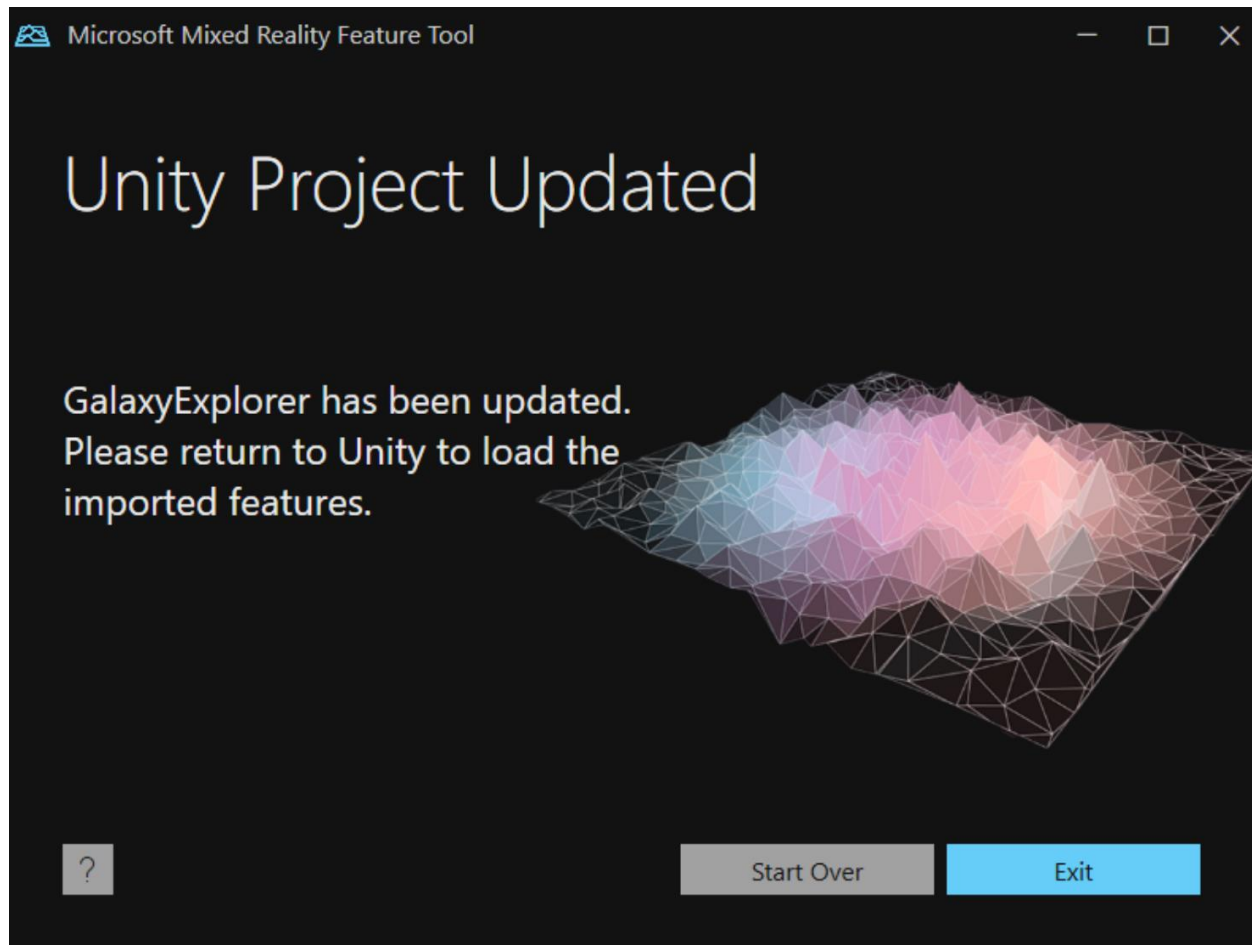 Microsoft Mixed Reality Feature Tool
Unity Project Updated
GalaxyExplorer has been updated.
Please return to Unity to load the
imported features.
?
Start Over
Exit